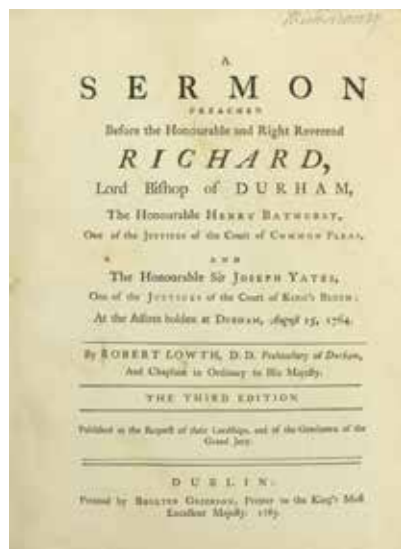 A
SERMON
PREACHED
Before the Honourable and Right Reverend
RICHARD,
Lord Bishop of DURHAM,
The Honourable HENRY BATHURST,
One of the JUSTICES of the Court of COMMON PLEAS,
AND
The Honourable Sir JOSEPH YATES,
One of the JUSTICES of the Court of KING'S BENCH:
At the Assizes holden at DURHAM, August 15, 1764.
By ROBERT LOWTH, D. D. Prebendary of Durham,
And Chaplain in Ordinary to His Majesty.
THE THIRD EDITION
Published at the Request of their Lordships, and of the Gentlemen of the
Grand Jury.
DUBLIN:
Printed by BOULTER GRIERSON, Printer to the King's Most
Excellent Majesty.